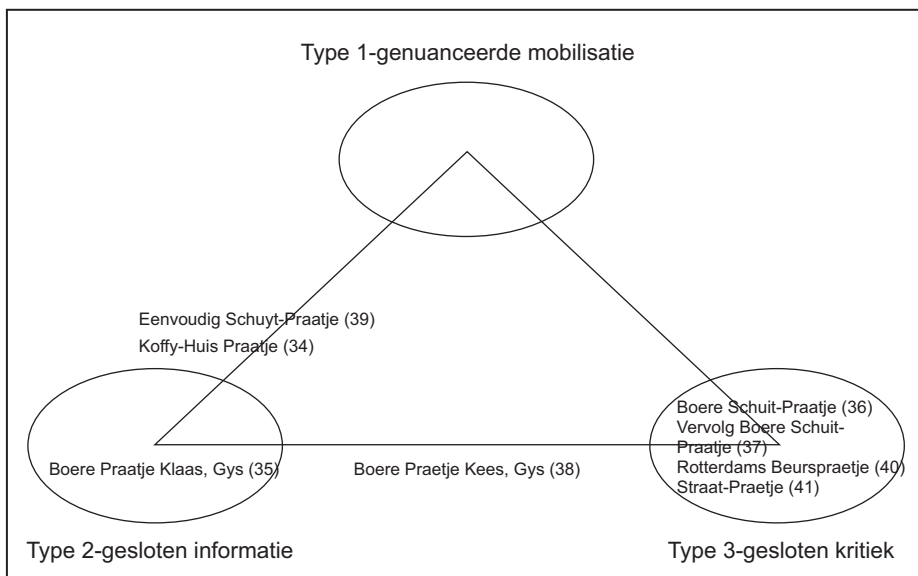 Type 1-genuanceerde mobilisatie
Eenvoudig Schuyt-Praatje (39)
Koffy-Huis Praatje (34)
Boere Schuit-Praatje (36)
Vervolg Boere Schuit-
Praatje (37)
Rotterdams Beurspraetje (40)
Straat-Praetje (41)
Boere Praatje Klaas, Gys (35)
Boere Praetje Kees, Gys (38)
Type 2-gesloten informatie
Type 3-gesloten kritiek